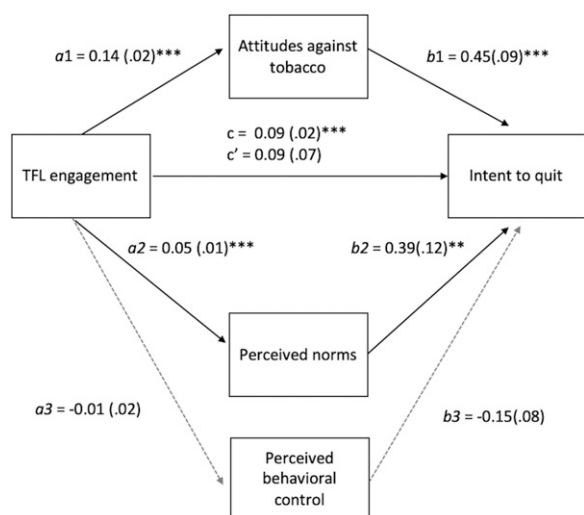 Attitudes against
tobacco
a1 = 0.14 (.02)***
b1 = 0.45(.09)***
c = 0.09 (.02)***
c' = 0.09 (.07)
TFL engagement
Intent to quit
a2 = 0.05 (.01)***
b2 = 0.39(.12)**
Perceived norms
a3 = -0.01 (.02)
b3 = -0.15(.08)
Perceived
behavioral
control